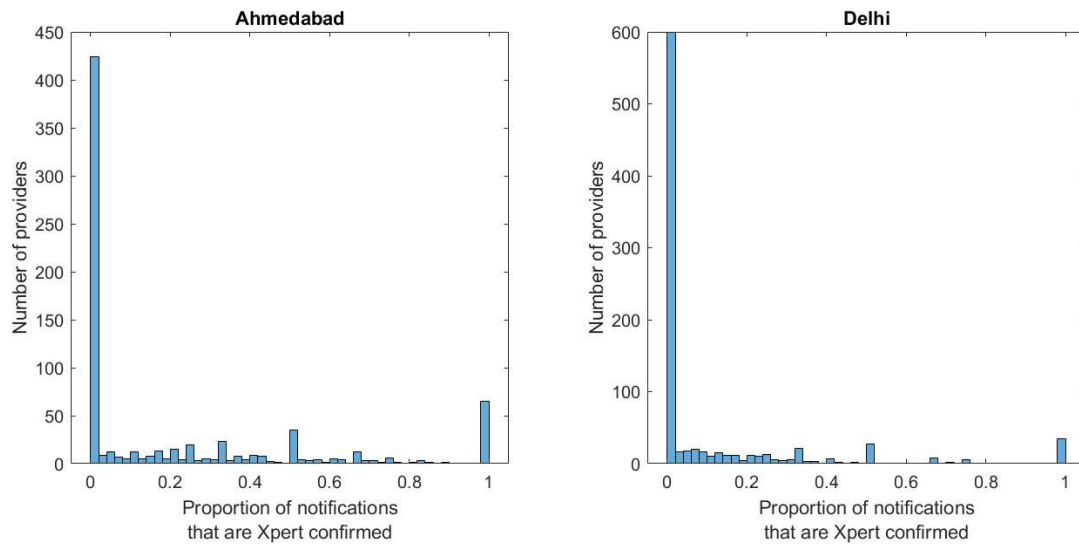 Ahmedabad
450
400
350
300
250
200
150
100
50
0
Number of providers
0 0.2 0.4 0.6 0.8 1
Proportion of notifications
that are Xpert confirmed
Delhi
600
500
400
300
200
100
0
Number of providers
0 0.2 0.4 0.6 0.8 1
Proportion of notifications
that are Xpert confirmed